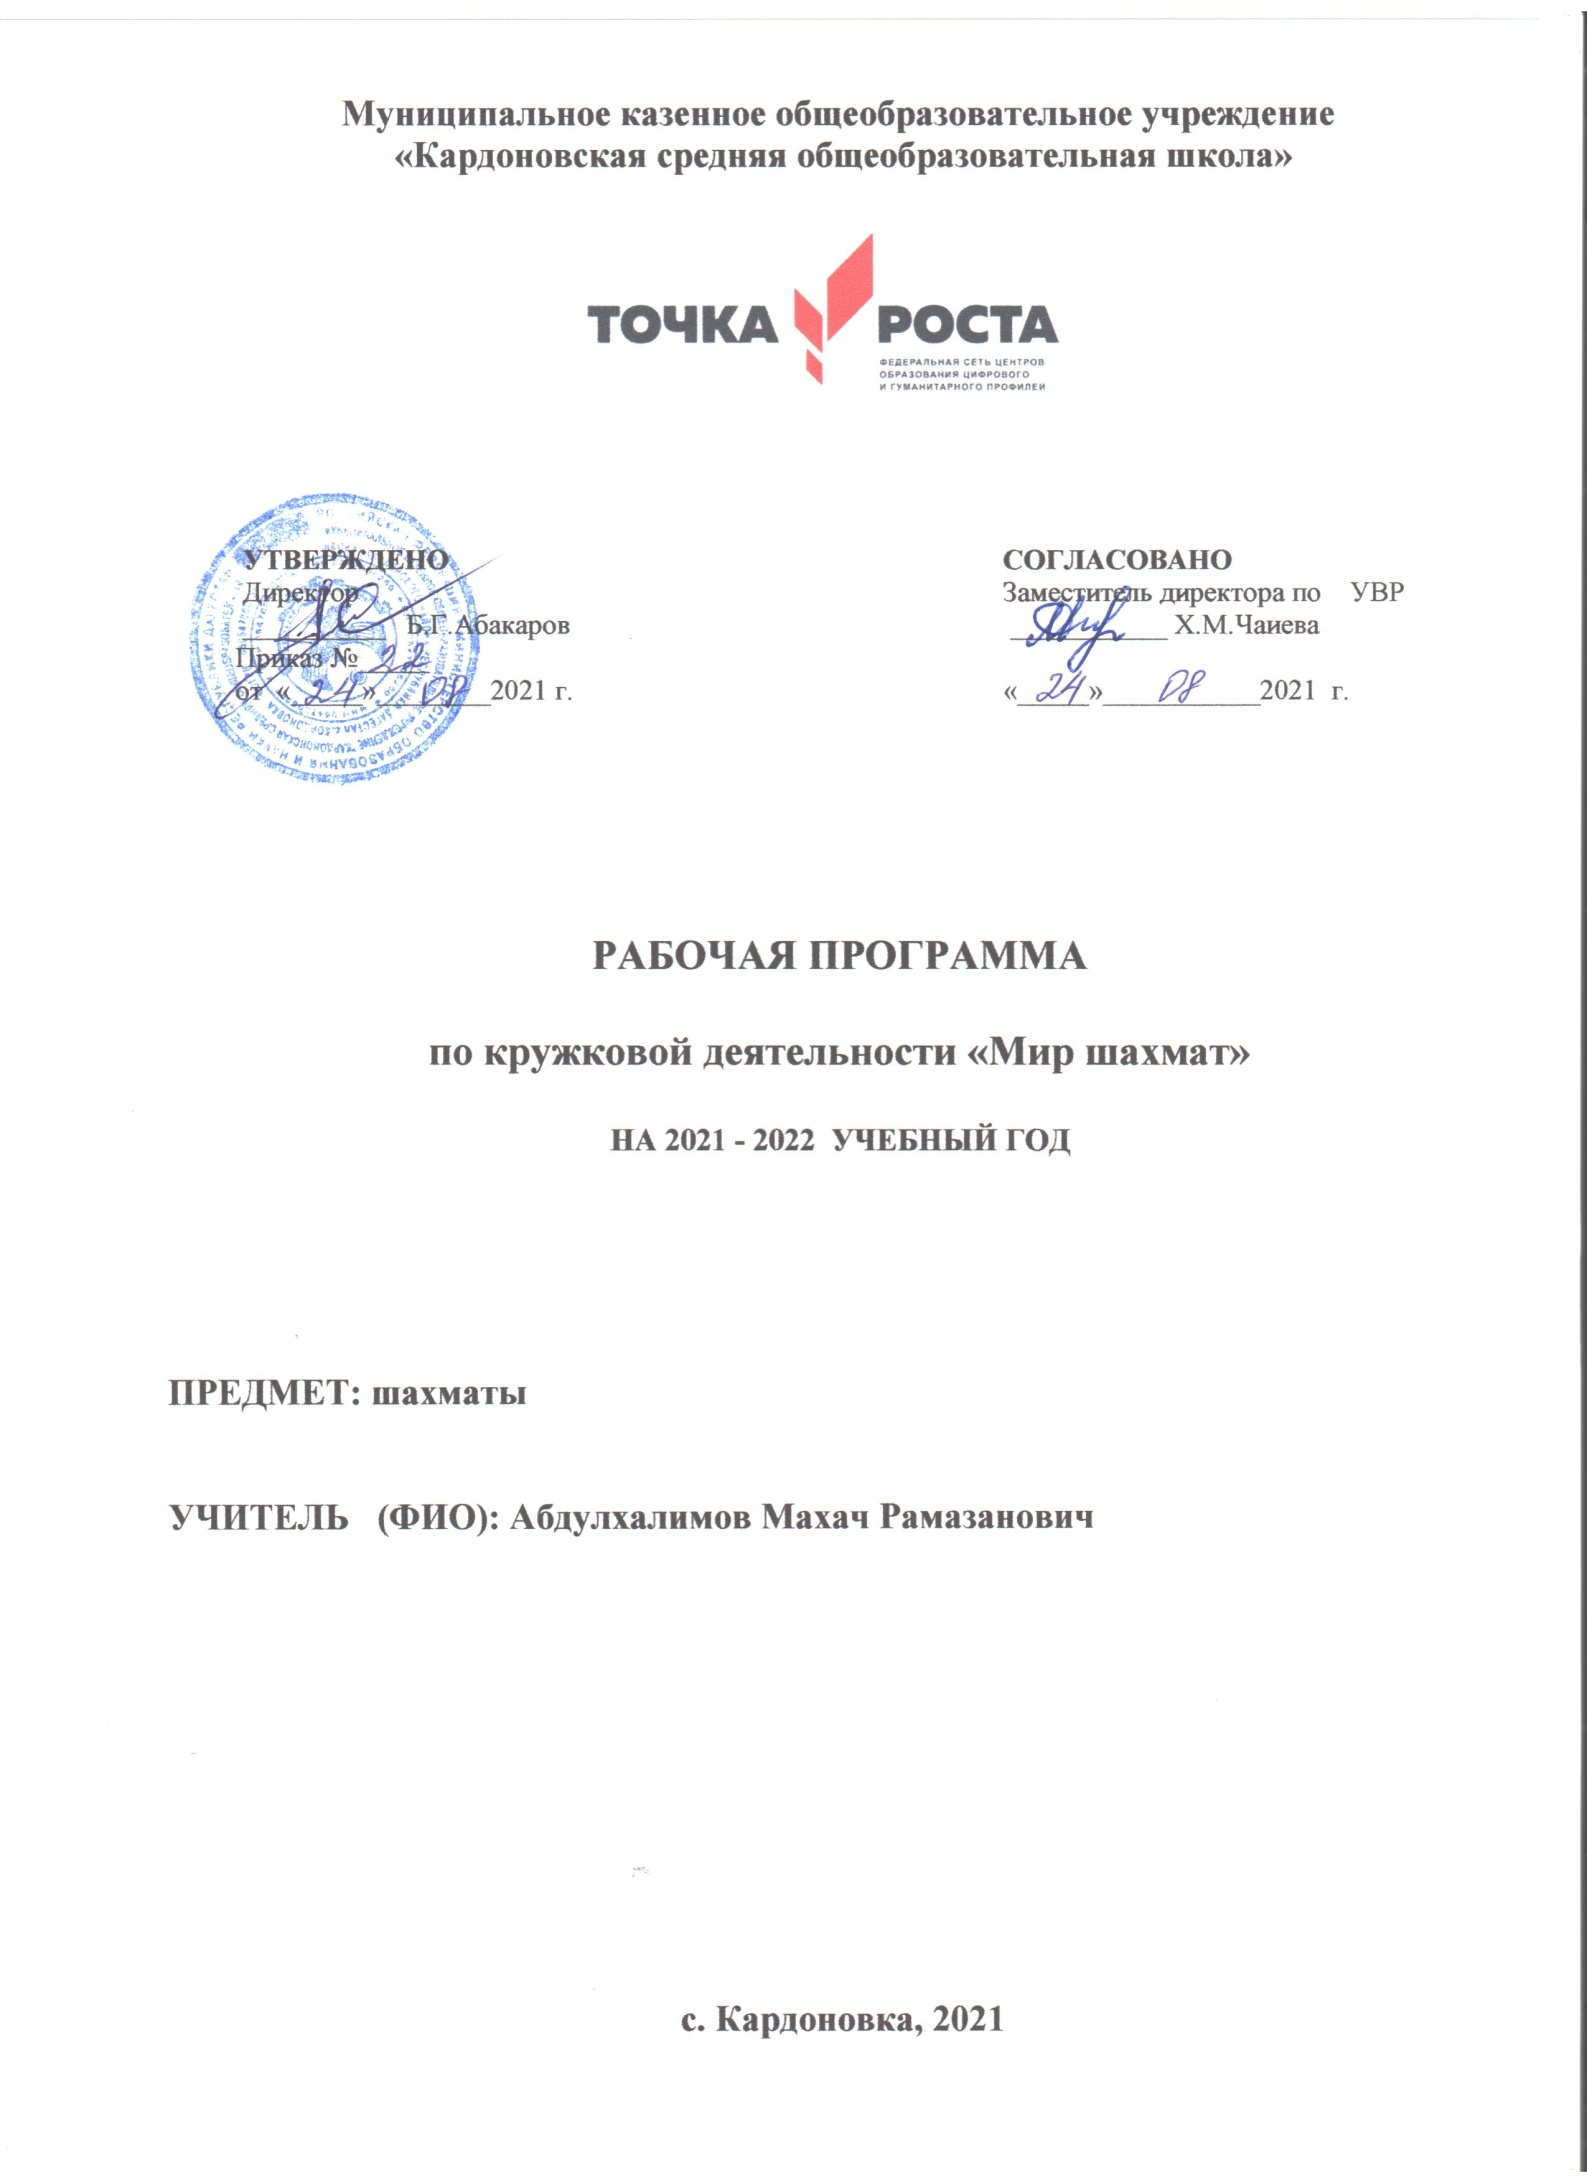 Муниципальное казенное общеобразовательное учреждение
«Кардоновская средняя общеобразовательная школа»
ТОЧКА РОСТА
ФЕДЕРАЛЬНАЯ СЕТЬ ЦЕНТРОВ
ОБРАЗОВАНИЯ ЦИФРОВОГО
И ГУМАНИТАРНОГО ПРОФИЛЕЙ
УТВЕРЖДЕНО
Директор
____________ Б.Г.Абакаров
Приказ № 22
от «24» 08 2021 г.
СОГЛАСОВАНО
Заместитель директора по УВР
____________ Х.М.Чаиева
«24» 08 2021 г.
РАБОЧАЯ ПРОГРАММА
по кружковой деятельности «Мир шахмат»
НА 2021 - 2022 УЧЕБНЫЙ ГОД
ПРЕДМЕТ: шахматы
УЧИТЕЛЬ (ФИО): Абдулхалимов Махач Рамазанович
с. Кардоновка, 2021